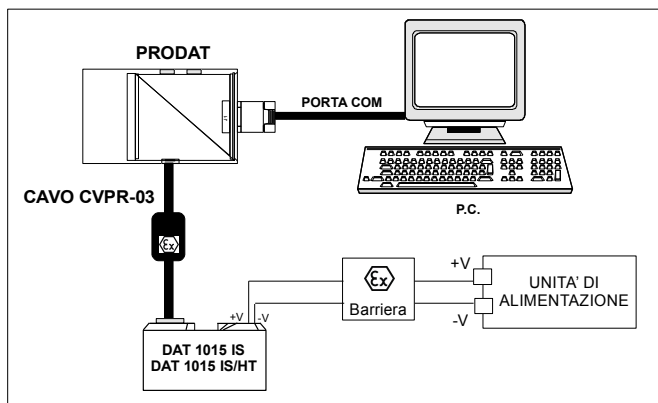 PRODAT
PORTA COM
P.C.
CAVO CVPR-03
Ex
+V -V
DAT 1015 IS
DAT 1015 IS/HT
Ex
Barriera
+V
-V
UNITA’ DI
ALIMENTAZIONE